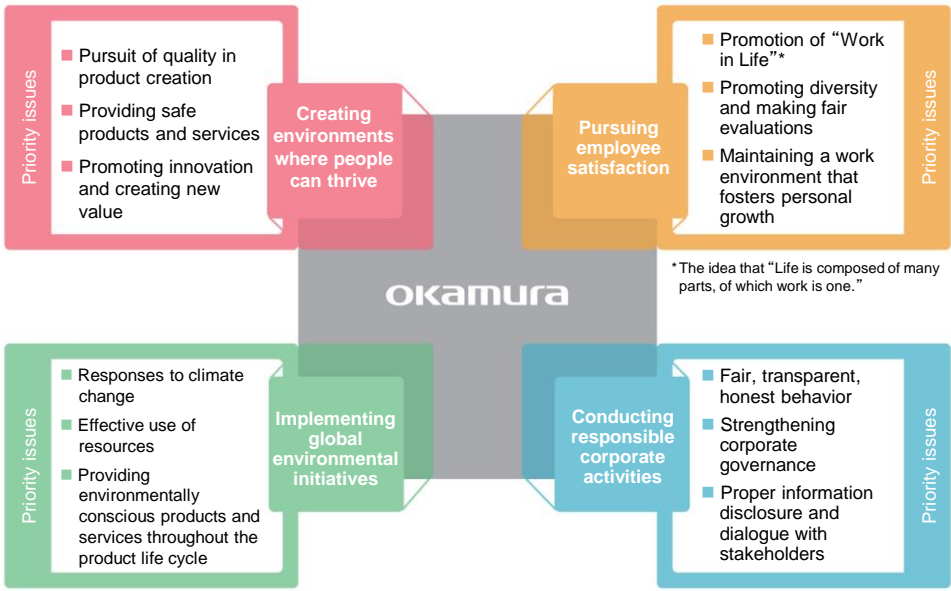 Priority issues
■ Pursuit of quality in
product creation
■ Providing safe
products and services
■ Promoting innovation
and creating new
value
Creating
environments
where people
can thrive
Pursuing
employee
satisfaction
■ Promotion of “Work
in Life”*
■ Promoting diversity
and making fair
evaluations
■ Maintaining a work
environment that
fosters personal
growth
Priority issues
* The idea that “Life is composed of many
parts, of which work is one.”
okamura
Priority issues
■ Responses to climate
change
■ Effective use of
resources
■ Providing
environmentally
conscious products and
services throughout the
product life cycle
Implementing
global
environmental
initiatives
Conducting
responsible
corporate
activities
■ Fair, transparent,
honest behavior
■ Strengthening
corporate
governance
■ Proper information
disclosure and
dialogue with
stakeholders
Priority issues